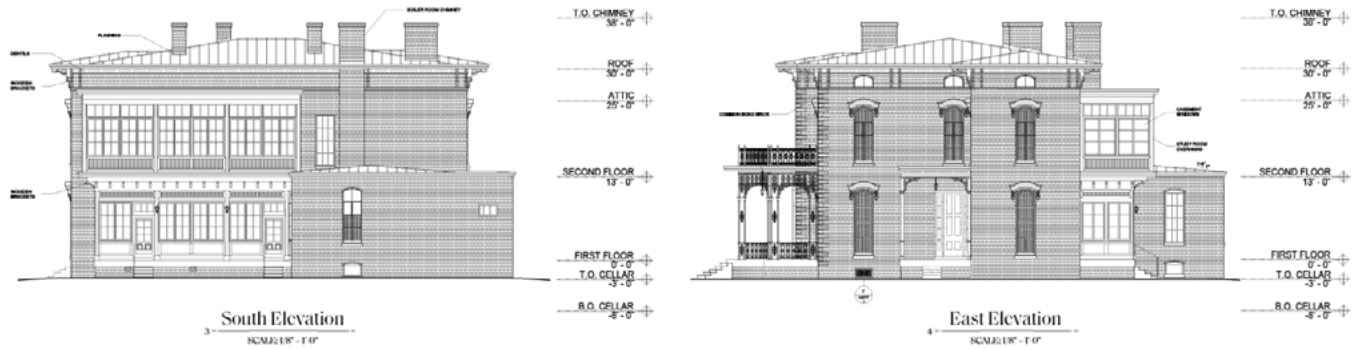 BOILER ROOM CHIMNEY
FLASHING
DENTILS
WOODEN
BRACKETS
WOODEN
BRACKETS
T.O. CHIMNEY
38' - 0"
ROOF
30' - 0"
ATTIC
25' - 0"
SECOND FLOOR
13' - 0"
FIRST FLOOR
0' - 0"
T.O. CELLAR
-3' - 0"
B.O. CELLAR
-8' - 0"
3
South Elevation
SCALE: 1/8" - 1' 0"
COMMON BOND BRICK
CASEMENT
WINDOWS
STUDY ROOM
T.O. CHIMNEY
38' - 0"
ROOF
30' - 0"
ATTIC
25' - 0"
SECOND FLOOR
13' - 0"
FIRST FLOOR
0' - 0"
T.O. CELLAR
-3' - 0"
B.O. CELLAR
-8' - 0"
4
East Elevation
SCALE: 1/8" - 1' 0"